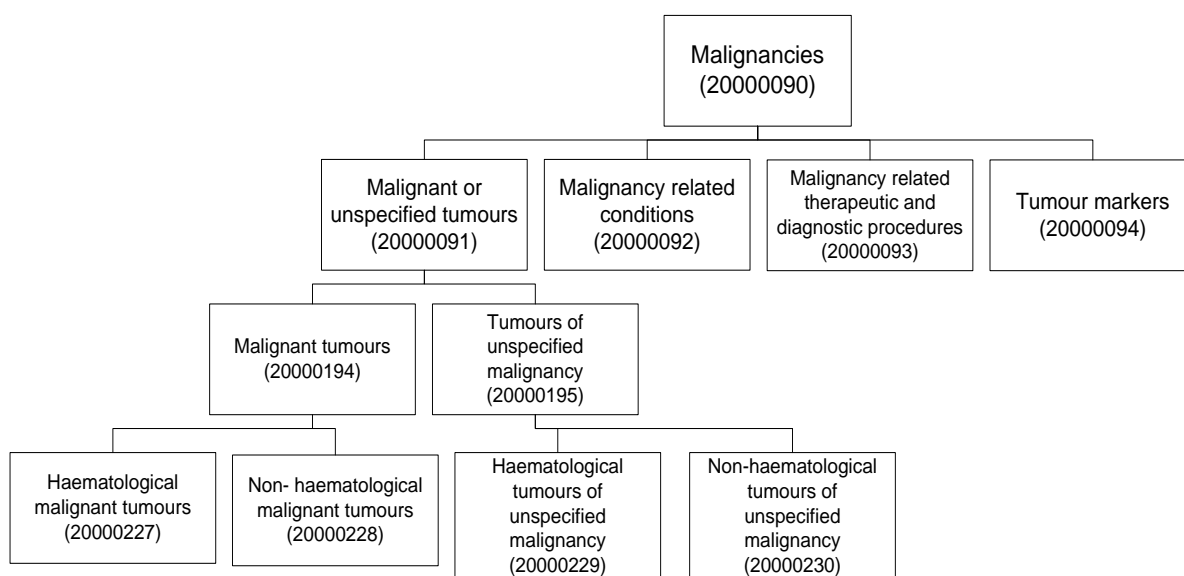 Malignancies
(20000090)
Malignant or
unspecified tumours
(20000091)
Malignancy related
conditions
(20000092)
Malignancy related
therapeutic and
diagnostic procedures
(20000093)
Tumour markers
(20000094)
Malignant tumours
(20000194)
Tumours of
unspecified
malignancy
(20000195)
Haematological
malignant tumours
(20000227)
Non- haematological
malignant tumours
(20000228)
Haematological
tumours of
unspecified
malignancy
(20000229)
Non-haematological
tumours of
unspecified
malignancy
(20000230)